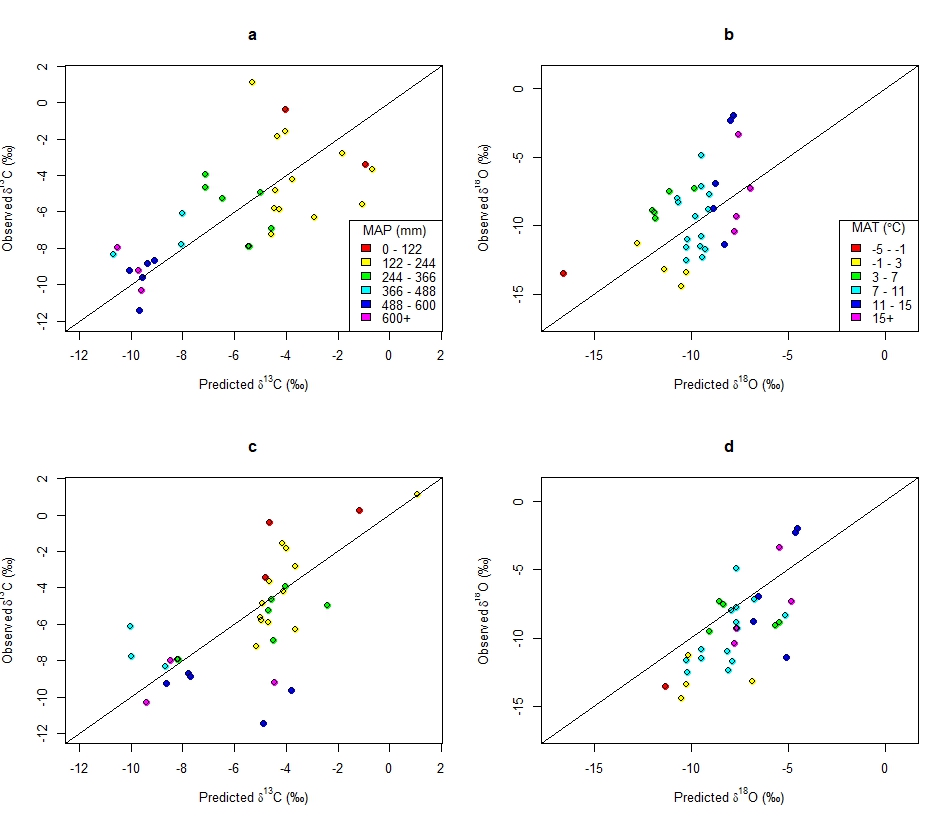 a
2
0
-2
-4
-6
-8
-10
-12
Observed δ¹³C (‰)
MAP (mm)
0 - 122
122 - 244
244 - 366
366 - 488
488 - 600
600+
-12 -10 -8 -6 -4 -2 0 2
Predicted δ¹³C (‰)
b
0
-5
-10
-15
Observed δ¹⁸O (‰)
MAT (°C)
-5 - -1
-1 - 3
3 - 7
7 - 11
11 - 15
15+
-15 -10 -5 0
Predicted δ¹⁸O (‰)
c
2
0
-2
-4
-6
-8
-10
-12
Observed δ¹³C (‰)
-12 -10 -8 -6 -4 -2 0 2
Predicted δ¹³C (‰)
d
0
-5
-10
-15
Observed δ¹⁸O (‰)
-15 -10 -5 0
Predicted δ¹⁸O (‰)